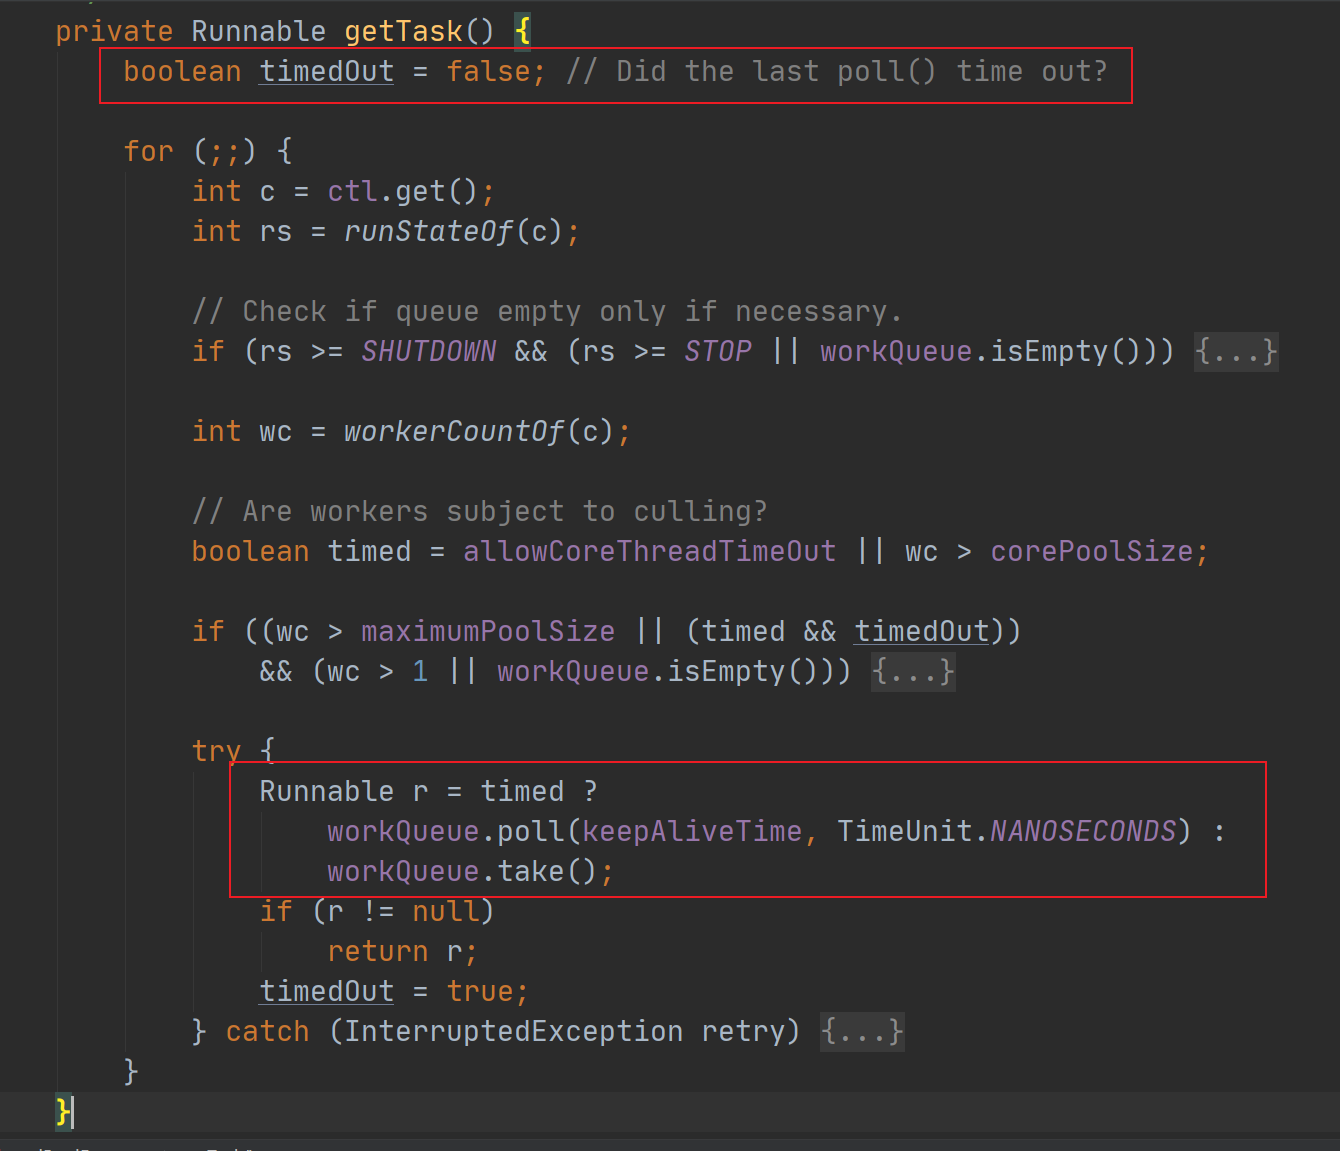 private Runnable getTask() {
boolean timedOut = false; // Did the last poll() time out?
for (;;) {
int c = ctl.get();
int rs = runStateOf(c);
// Check if queue empty only if necessary.
if (rs >= SHUTDOWN && (rs >= STOP || workQueue.isEmpty())) {...}
int wc = workerCountOf(c);
// Are workers subject to culling?
boolean timed = allowCoreThreadTimeOut || wc > corePoolSize;
if ((wc > maximumPoolSize || (timed && timedOut))
&& (wc > 1 || workQueue.isEmpty())) {...}
try {
Runnable r = timed ?
workQueue.poll(keepAliveTime, TimeUnit.NANOSECONDS) :
workQueue.take();
if (r != null)
return r;
timedOut = true;
} catch (InterruptedException retry) {...}
}
}